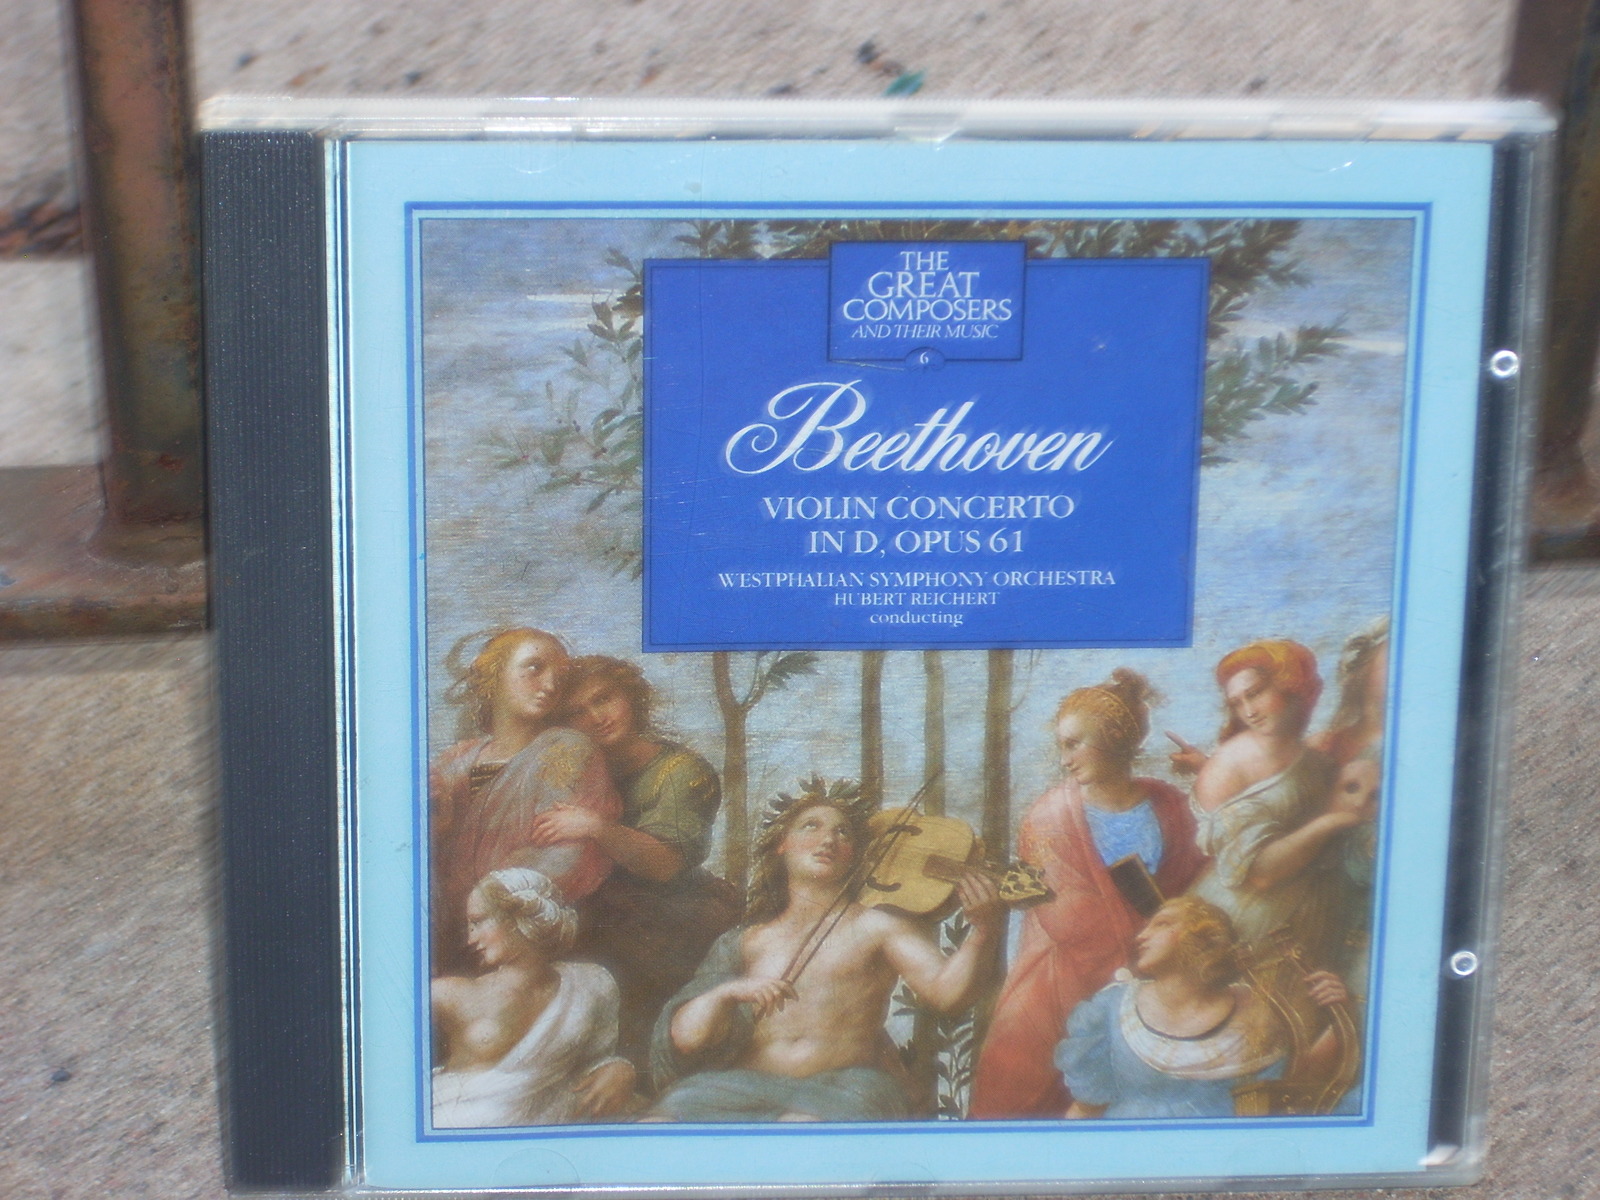 THE
GREAT
COMPOSERS
AND THEIR MUSIC
6
Beethoven
VIOLIN CONCERTO
IN D, OPUS 61
WESTPHALIAN SYMPHONY ORCHESTRA
HUBERT REICHERT
conducting